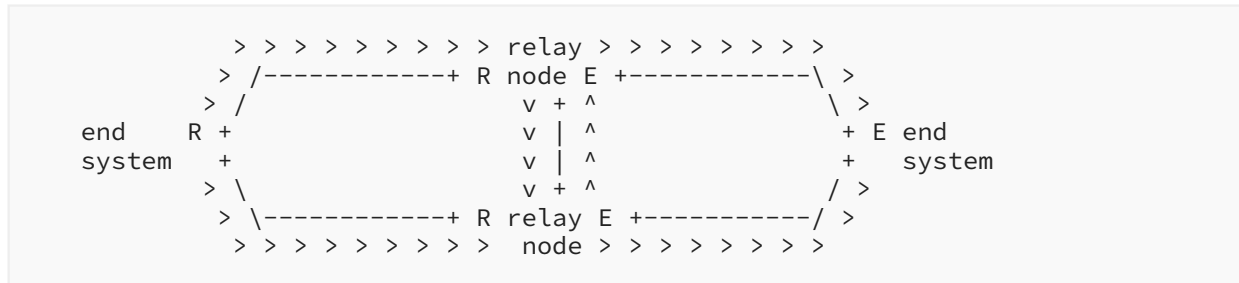 > > > > > > > > > relay > > > > > > > >
> /------------+ R node E +------------\ >
> / v + ^ \ >
end R + v | ^ + E end
system + v | ^ + system
> \ v + ^ / >
> \------------+ R relay E +-----------/ >
> > > > > > > > > node > > > > > > > >